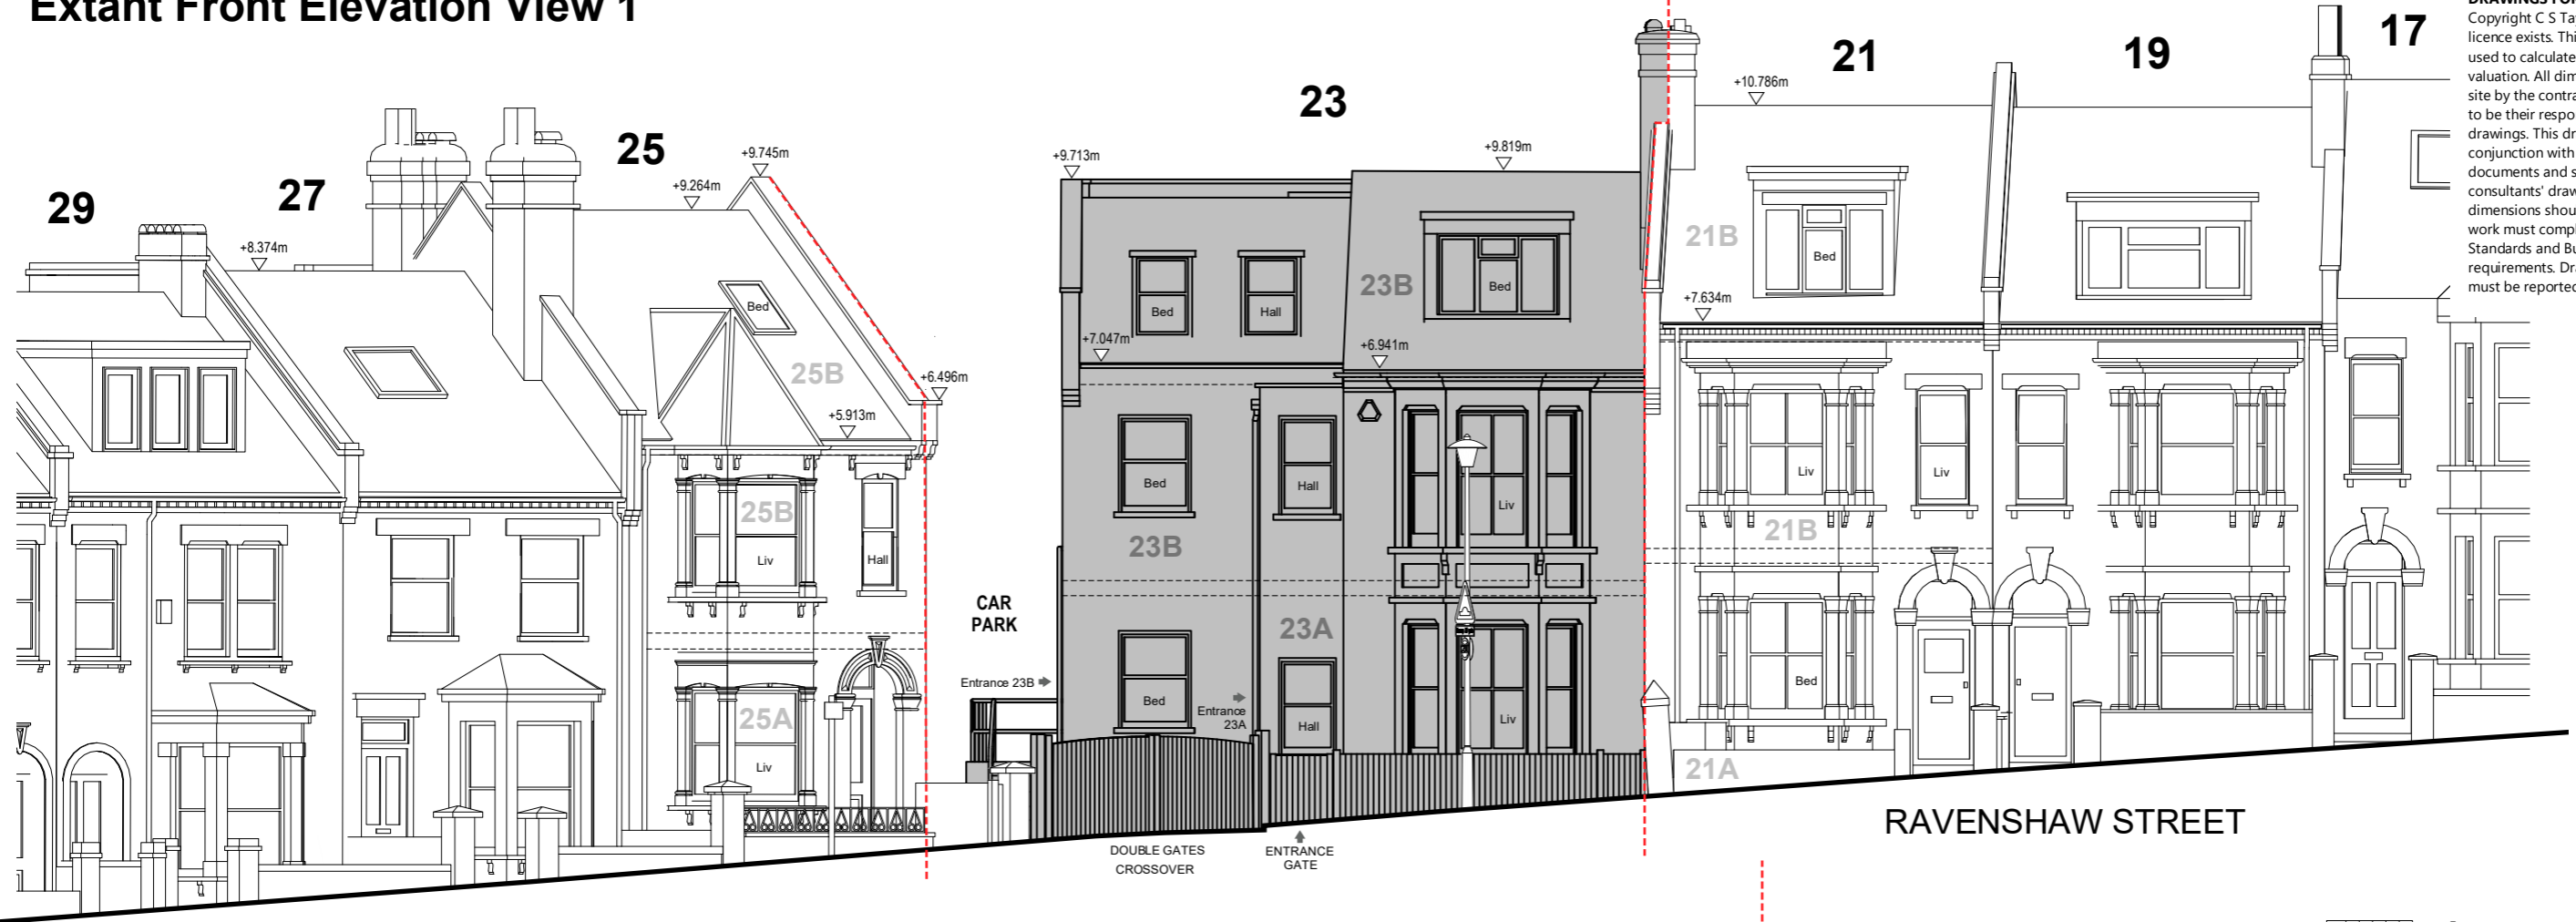 Extant Front Elevation View 1
Copyright C S Ta
licence exists. Thi
used to calculate
valuation. All dim
site by the contra
to be their respo
drawings. This dr
conjunction with
documents and s
consultants' draw
dimensions shou
work must compl
Standards and Bu
requirements. Dra
must be reported
29
27
25
23
21
19
17
+8.374m
+9.264m
+9.745m
+6.496m
+5.913m
+9.713m
+9.819m
+7.047m
+6.941m
+10.786m
+7.634m
Bed
25B
25B
Liv
Hall
25A
Liv
CAR
PARK
Entrance 23B
Bed
Hall
23B
Bed
Bed
Hall
Liv
23B
23A
Bed
Entrance
23A
Hall
Liv
21B
Bed
Liv
Liv
21B
Bed
21A
DOUBLE GATES
CROSSOVER
ENTRANCE
GATE
RAVENSHAW STREET